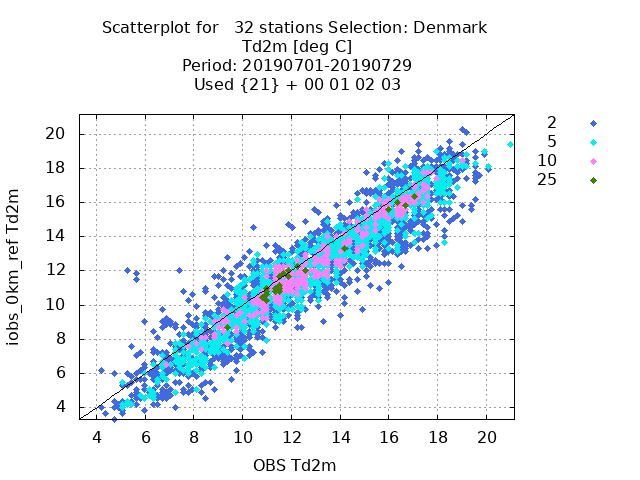 Scatterplot for   32 stations Selection: Denmark
Td2m [deg C]
Period: 20190701-20190729
Used {21} + 00 01 02 03
2
5
10
25
iobs_0km_ref Td2m
20
18
16
14
12
10
8
6
4
4 6 8 10 12 14 16 18 20
OBS Td2m